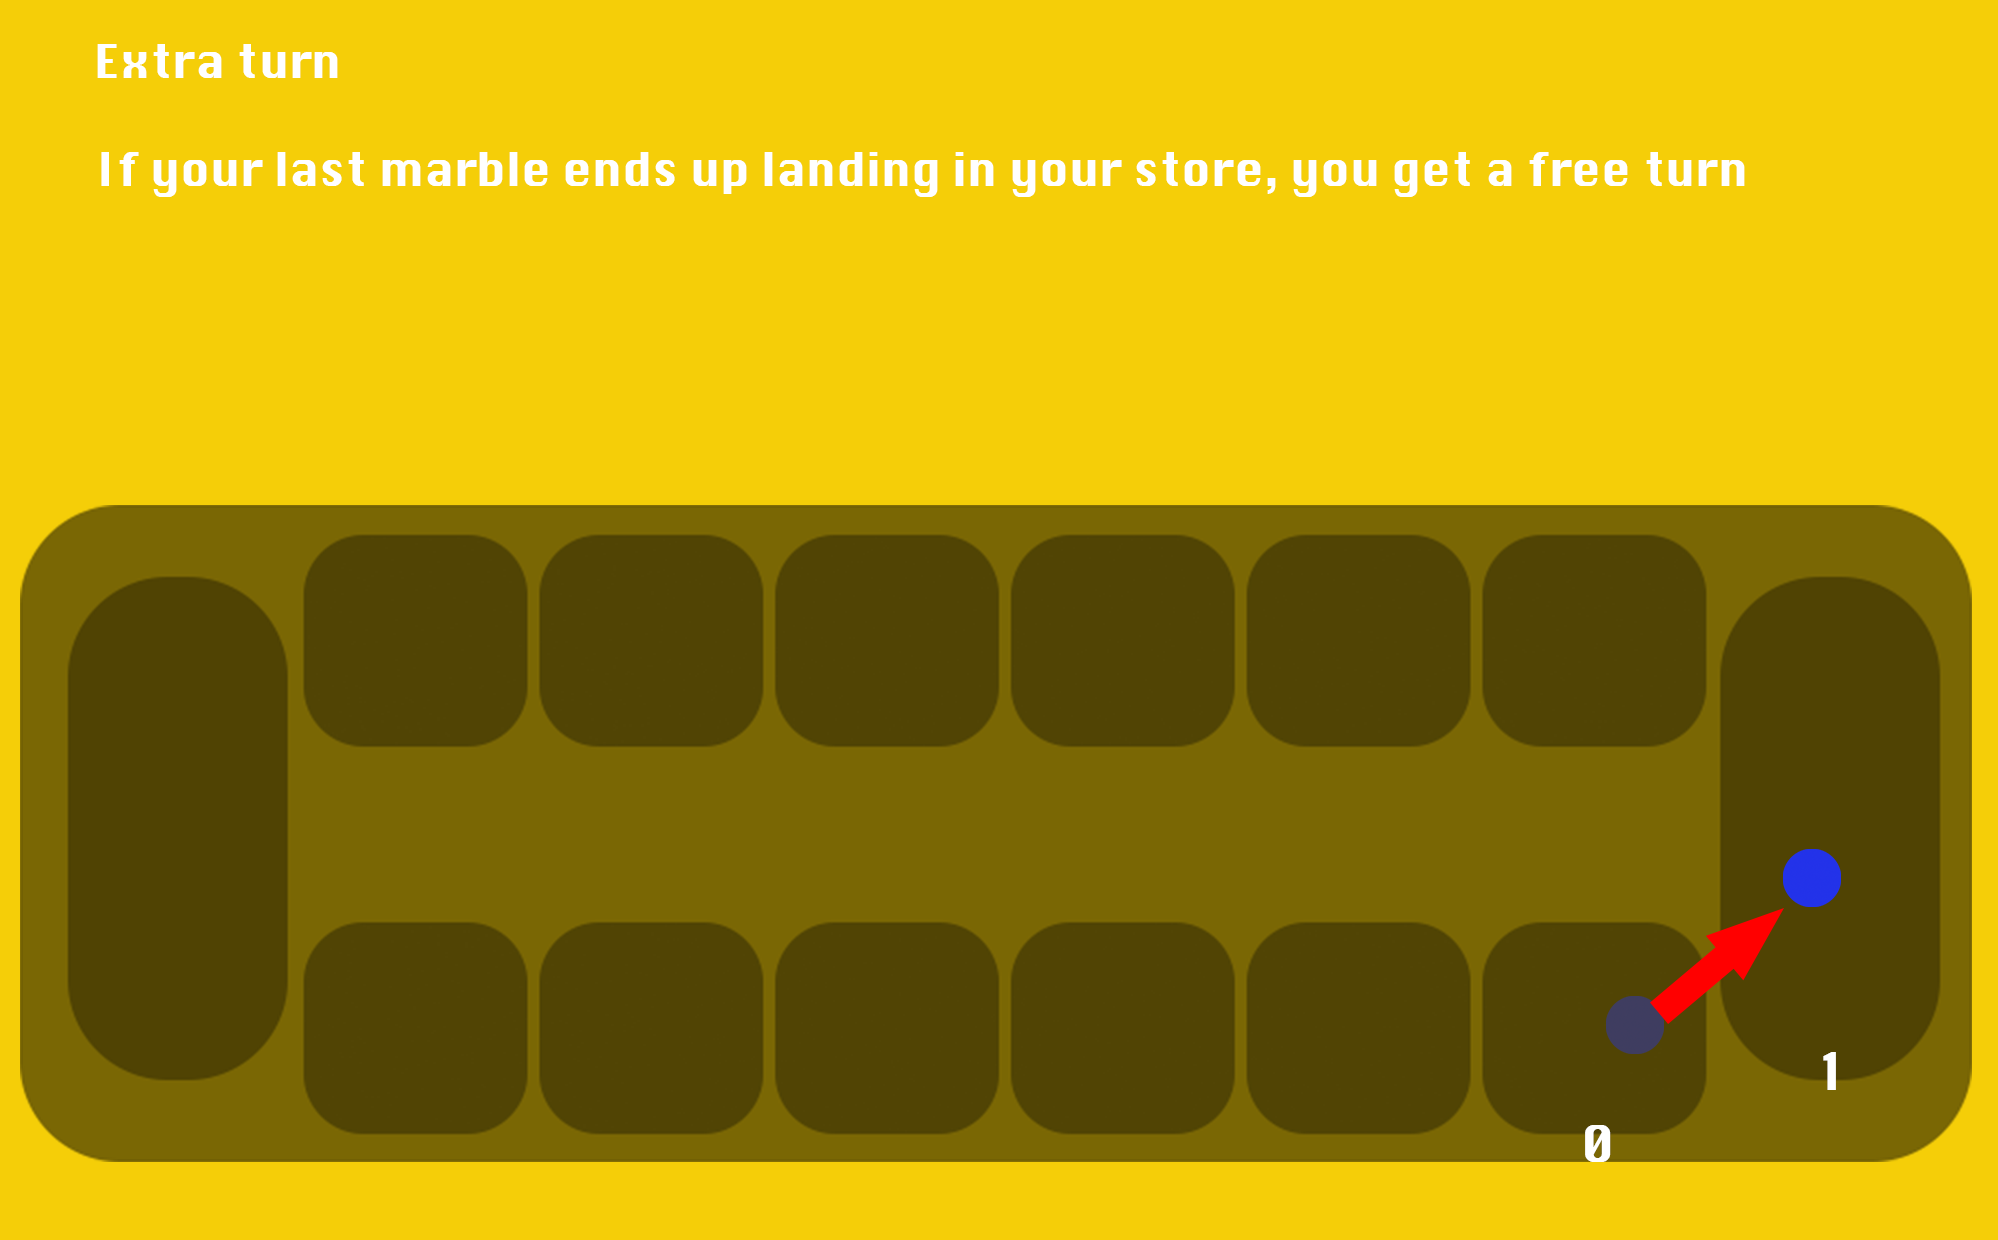 Extra turn
If your last marble ends up landing in your store, you get a free turn
1
0